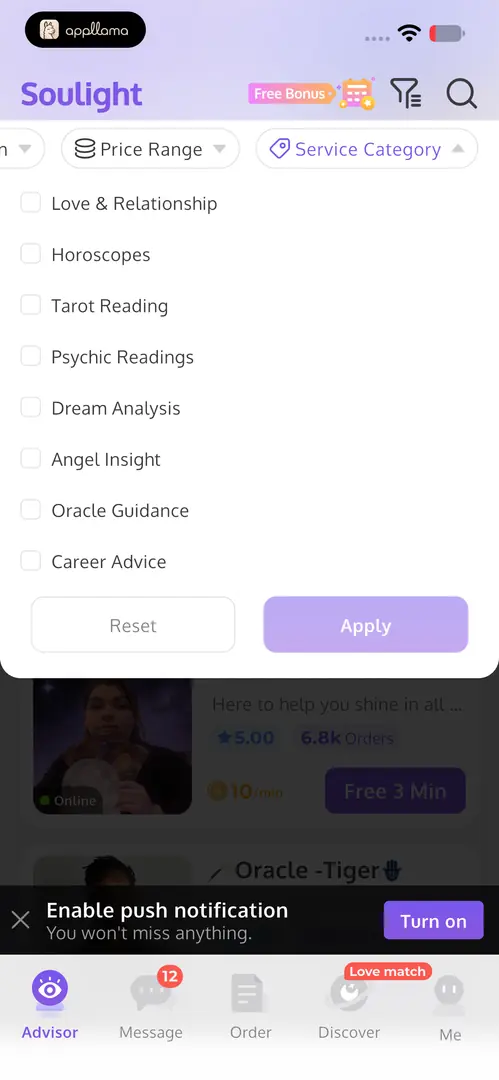 appllama
Soulight
Free Bonus
n
Price Range
Service Category
Love & Relationship
Horoscopes
Tarot Reading
Psychic Readings
Dream Analysis
Angel Insight
Oracle Guidance
Career Advice
Reset
Apply
Here to help you shine in all ...
5.00
6.8k Orders
Online
10/min
Free 3 Min
Oracle -Tiger
Enable push notification
You won't miss anything.
Turn on
12
Love match
Advisor
Message
Order
Discover
Me